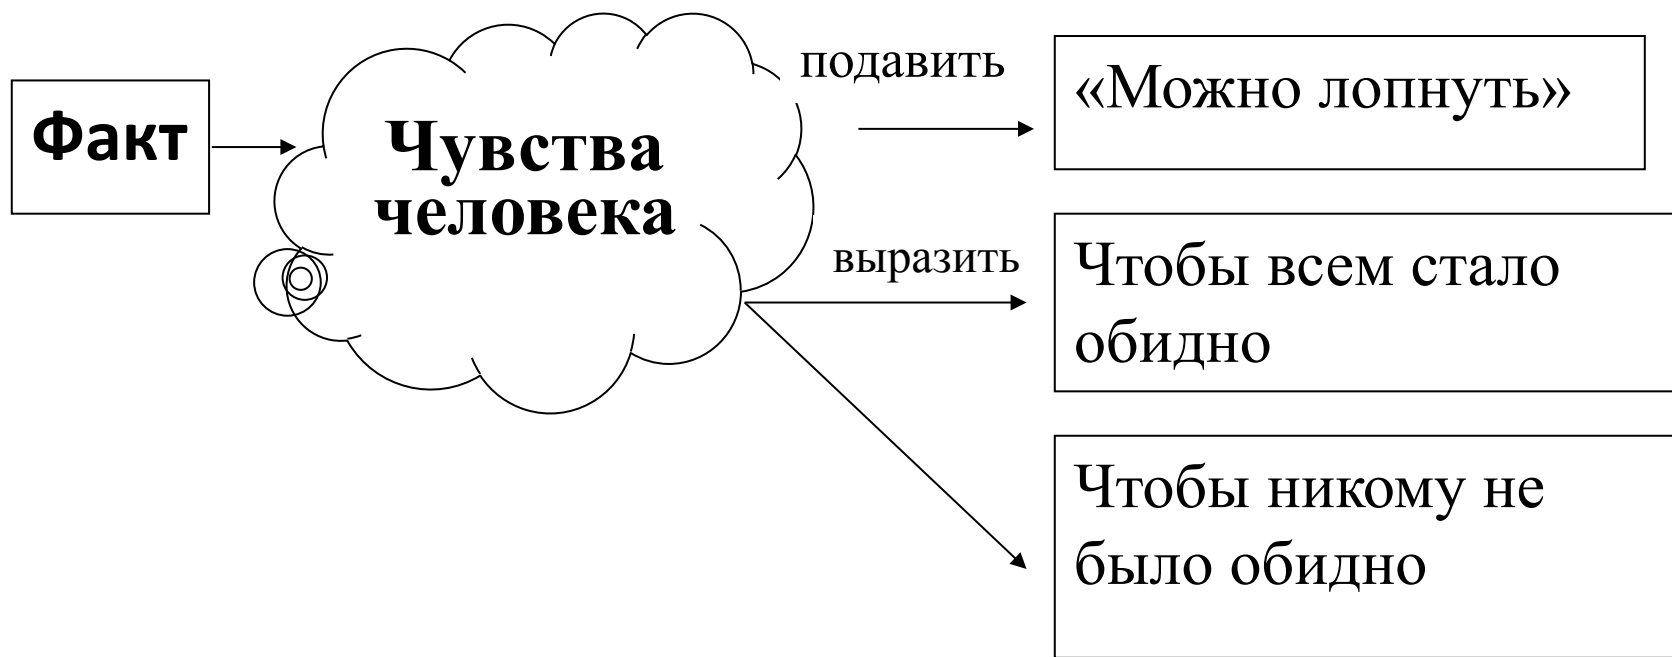 Факт
Чувства
человека
подавить
«Можно лопнуть»
выразить
Чтобы всем стало
обидно
Чтобы никому не
было обидно